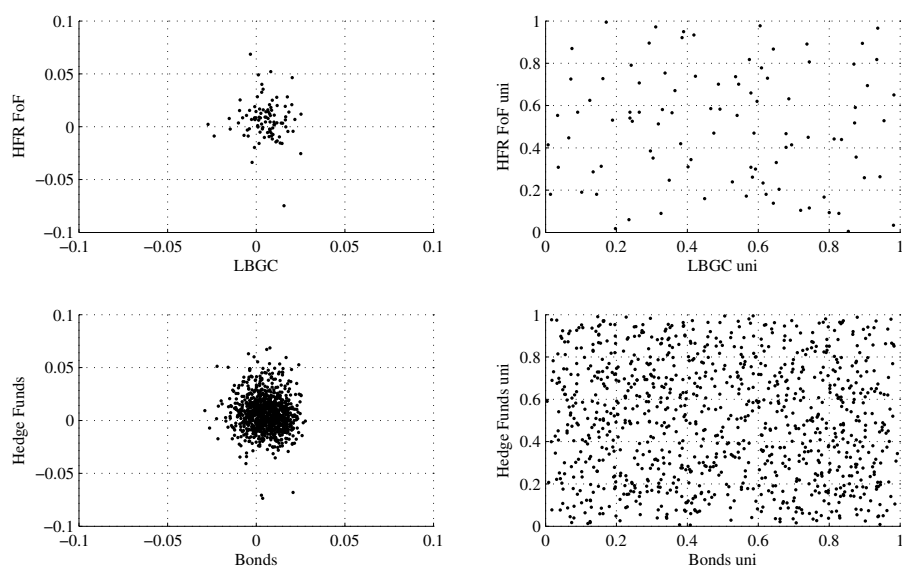 0.1
0.05
0
−0.05
−0.1
HFR FoF
−0.1 −0.05 0 0.05 0.1
LBGC
1
0.8
0.6
0.4
0.2
0
HFR FoF uni
0 0.2 0.4 0.6 0.8 1
LBGC uni
0.1
0.05
0
−0.05
−0.1
Hedge Funds
−0.1 −0.05 0 0.05 0.1
Bonds
1
0.8
0.6
0.4
0.2
0
Hedge Funds uni
0 0.2 0.4 0.6 0.8 1
Bonds uni